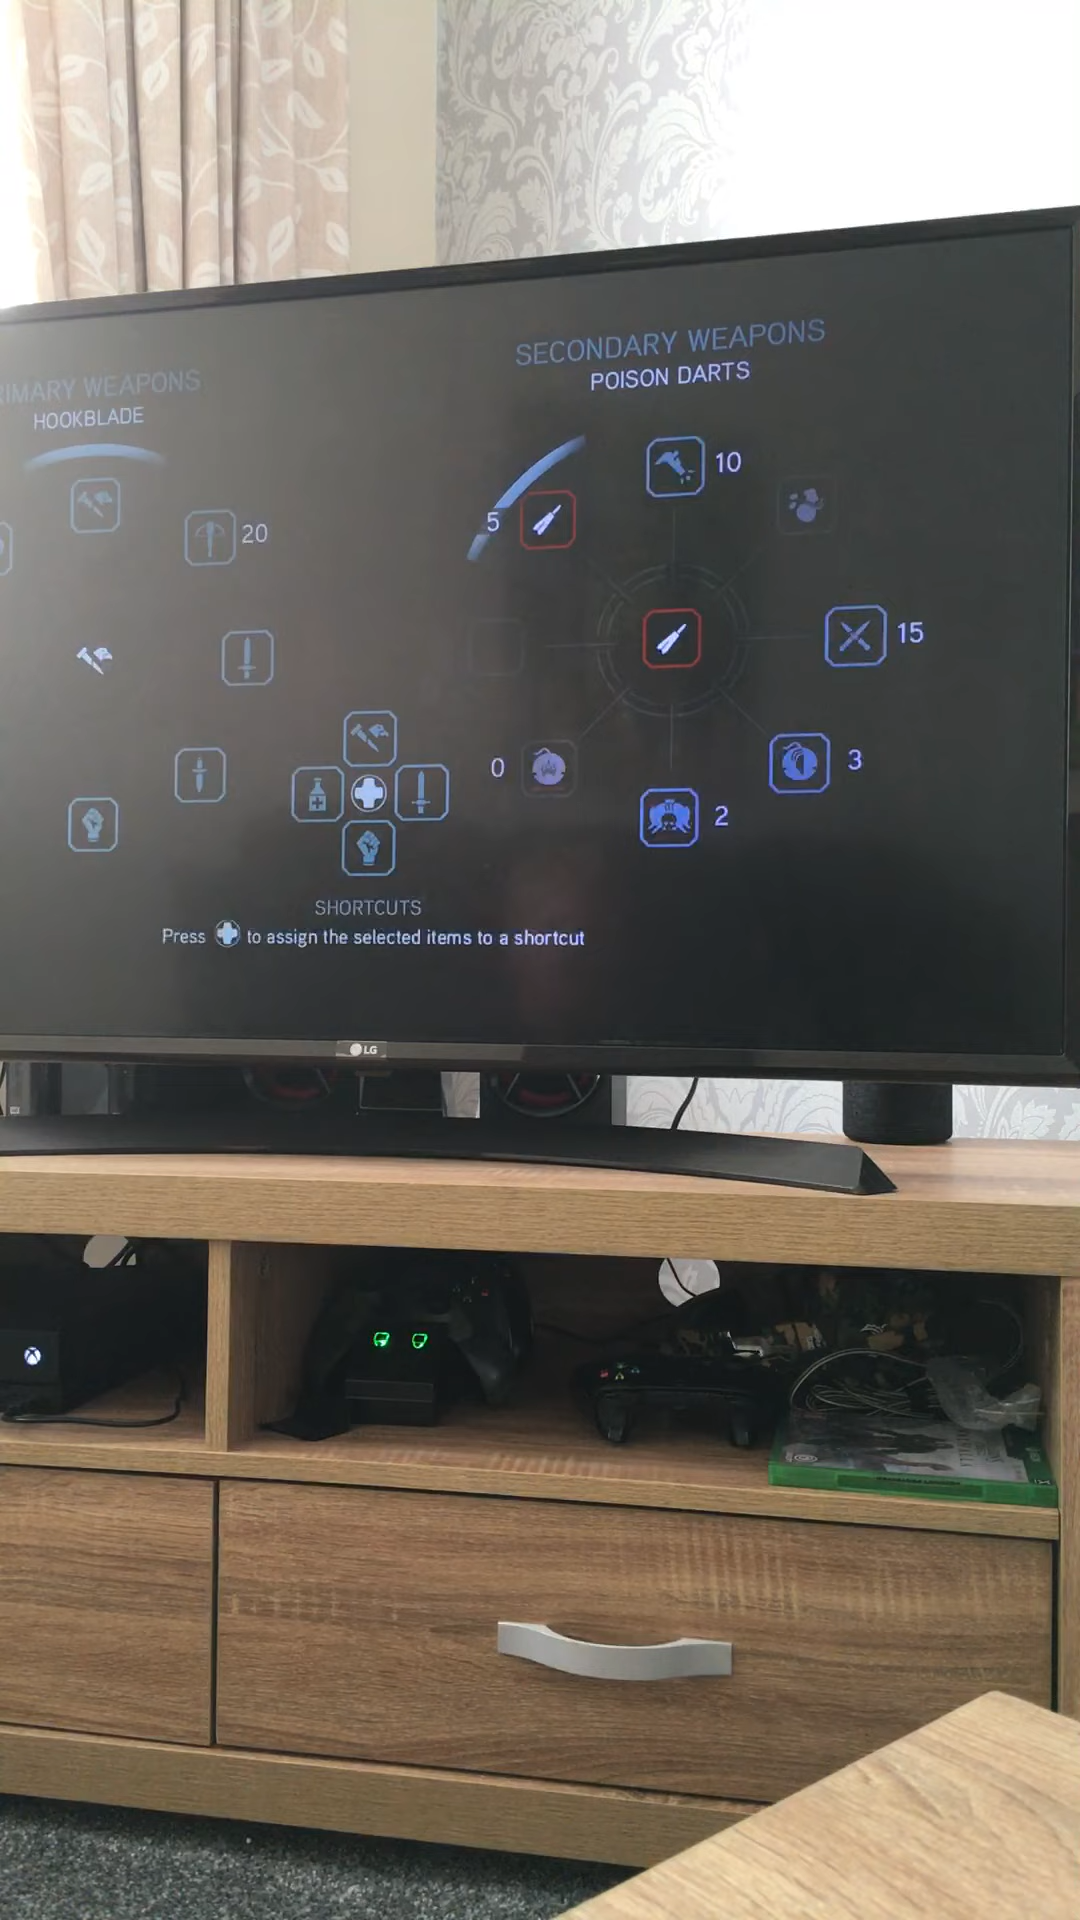 SECONDARY WEAPONS
POISON DARTS
RIMARY WEAPONS
HOOKBLADE
10
5
20
15
0
3
2
SHORTCUTS
Press to assign the selected items to a shortcut
LG